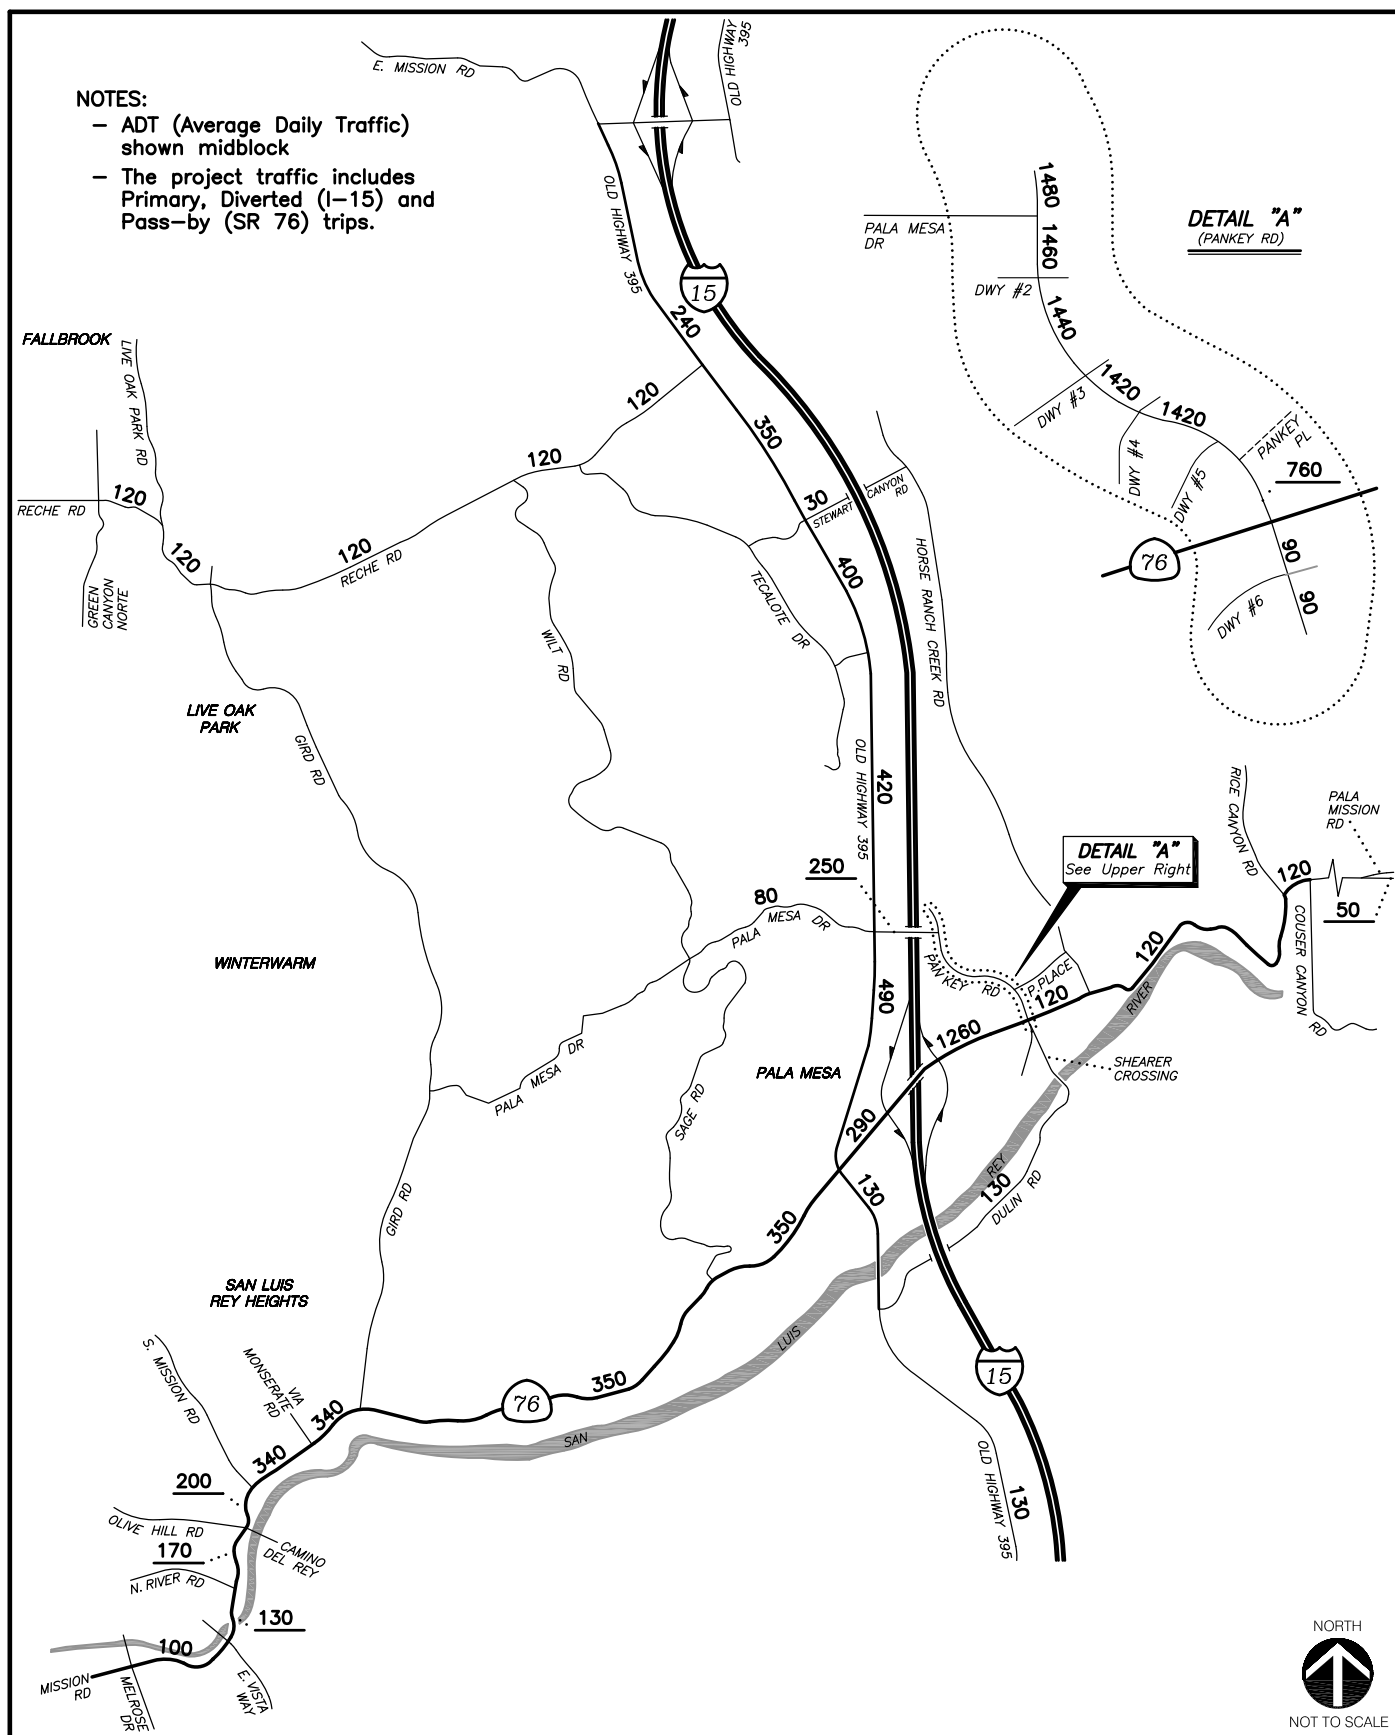 NOTES:
– ADT (Average Daily Traffic)
shown midblock
– The project traffic includes
Primary, Diverted (I–15) and
Pass–by (SR 76) trips.
E. MISSION RD
OLD HIGHWAY
395
OLD HIGHWAY 395
15
240
DETAIL "A"
(PANKEY RD)
1480
PALA MESA
DR
1460
DWY #2
1440
1420
DWY #3
1420
DWY #4
DWY #5
PANKEY
PL
760
76
90
DWY #6
90
FALLBROOK
LIVE OAK PARK RD
120
RECHE RD
120
GREEN
CANYON
NORTE
120
RECHE RD
120
120
350
30
STEWART
CANYON
RD
400
TECALOTE DR
WILT RD
HORSE RANCH CREEK RD
LIVE OAK
PARK
GIRD RD
OLD HIGHWAY 395
420
RICE CANYON RD
PALA
MISSION
RD
DETAIL "A"
See Upper Right
250
120
50
COUSER CANYON
RD
80
PALA MESA DR
WINTERWARM
PANKEY RD
P.PLACE
120
120
RIVER
490
1260
SHEARER
CROSSING
PALA MESA DR
PALA MESA
SAGE RD
290
130
REY
130
DULIN RD
GIRD RD
350
SAN LUIS
REY HEIGHTS
LUIS
S. MISSION RD
VIA
MONSERATE
RD
15
340
76
350
340
SAN
OLD HIGHWAY 395
130
200
OLIVE HILL RD
170
CAMINO
DEL REY
N. RIVER RD
130
100
MISSION
RD
MELROSE
DR
E. VISTA
WAY
NORTH
NOT TO SCALE